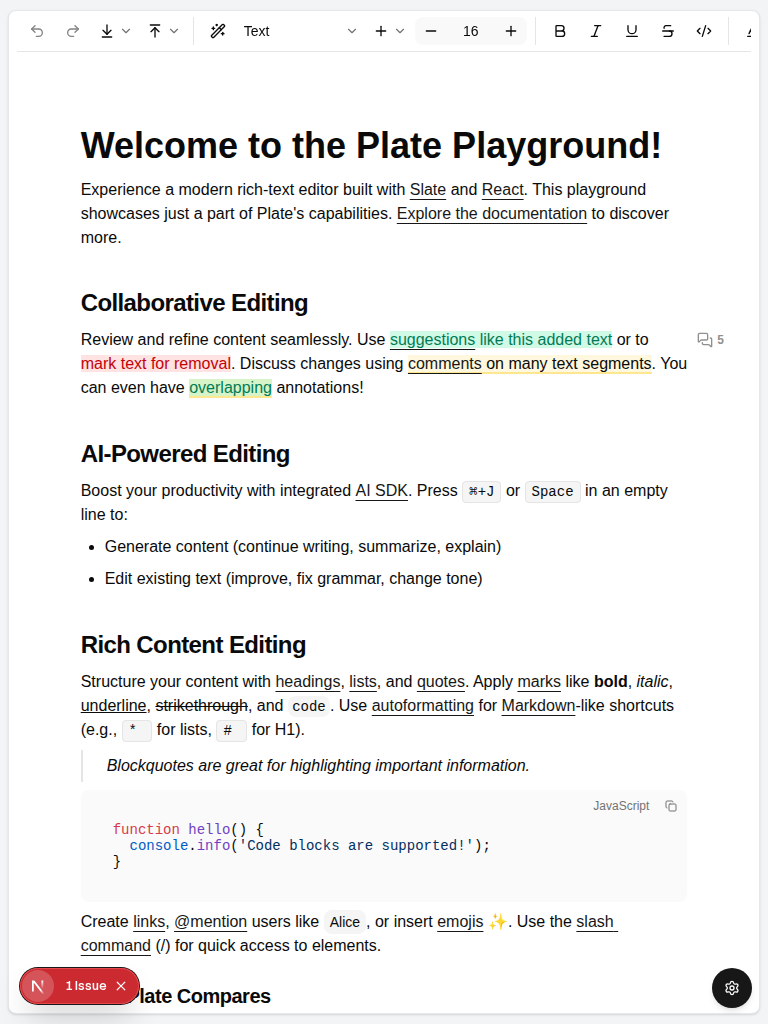 Text
16
Welcome to the Plate Playground!
Experience a modern rich-text editor built with Slate and React. This playground
showcases just a part of Plate's capabilities. Explore the documentation to discover
more.
Collaborative Editing
Review and refine content seamlessly. Use suggestions like this added text or to
5
mark text for removal. Discuss changes using comments on many text segments. You
can even have overlapping annotations!
AI-Powered Editing
Boost your productivity with integrated AI SDK. Press ⌘+J or Space in an empty
line to:
• Generate content (continue writing, summarize, explain)
• Edit existing text (improve, fix grammar, change tone)
Rich Content Editing
Structure your content with headings, lists, and quotes. Apply marks like bold, italic,
underline, strikethrough, and code. Use autoformatting for Markdown-like shortcuts
(e.g., * for lists, # for H1).
Blockquotes are great for highlighting important information.
JavaScript
function hello() {
  console.info('Code blocks are supported!');
}
Create links, @mention users like Alice, or insert emojis ✨. Use the slash
command (/) for quick access to elements.
1 Issue
Plate Compares